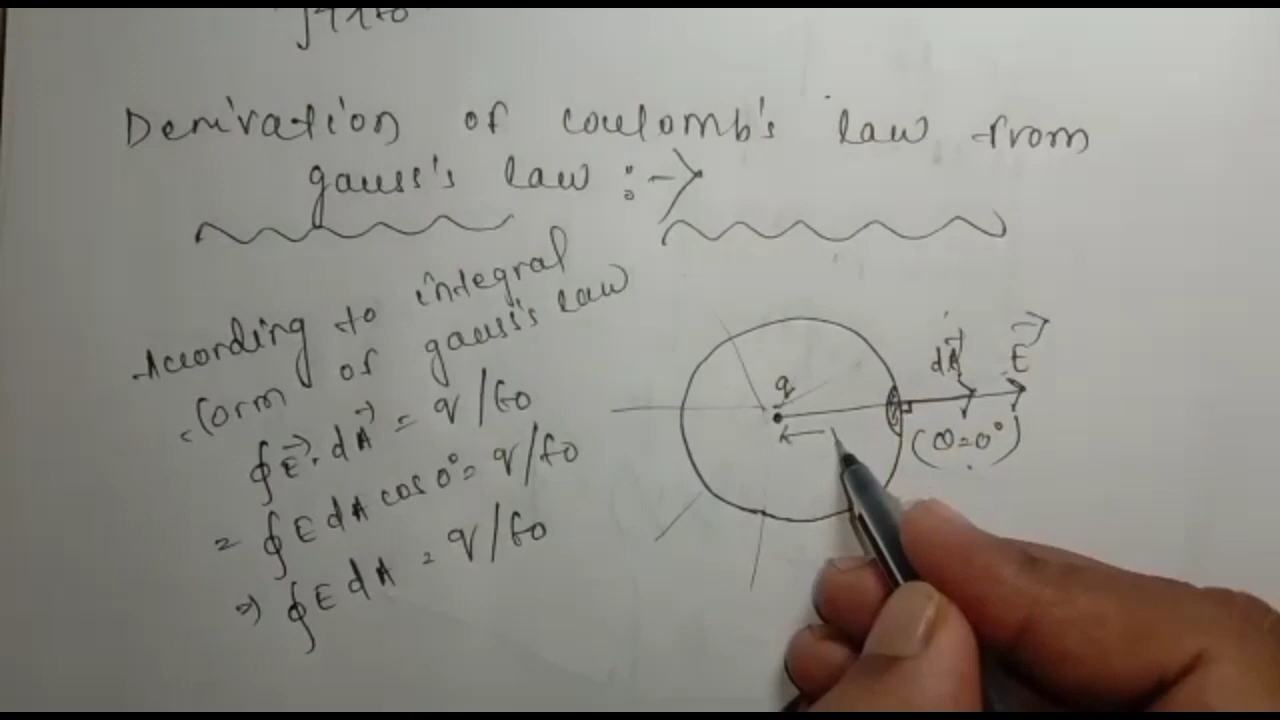 Derivation of coulomb's law from
gauss's law :→
According to integral
form of gauss's law
∮E⃗.dA⃗ = q/ε0
= ∮E dA cos 0° = q/ε0
⇒ ∮E dA = q/ε0
q
dA⃗
E⃗
(θ=0°)